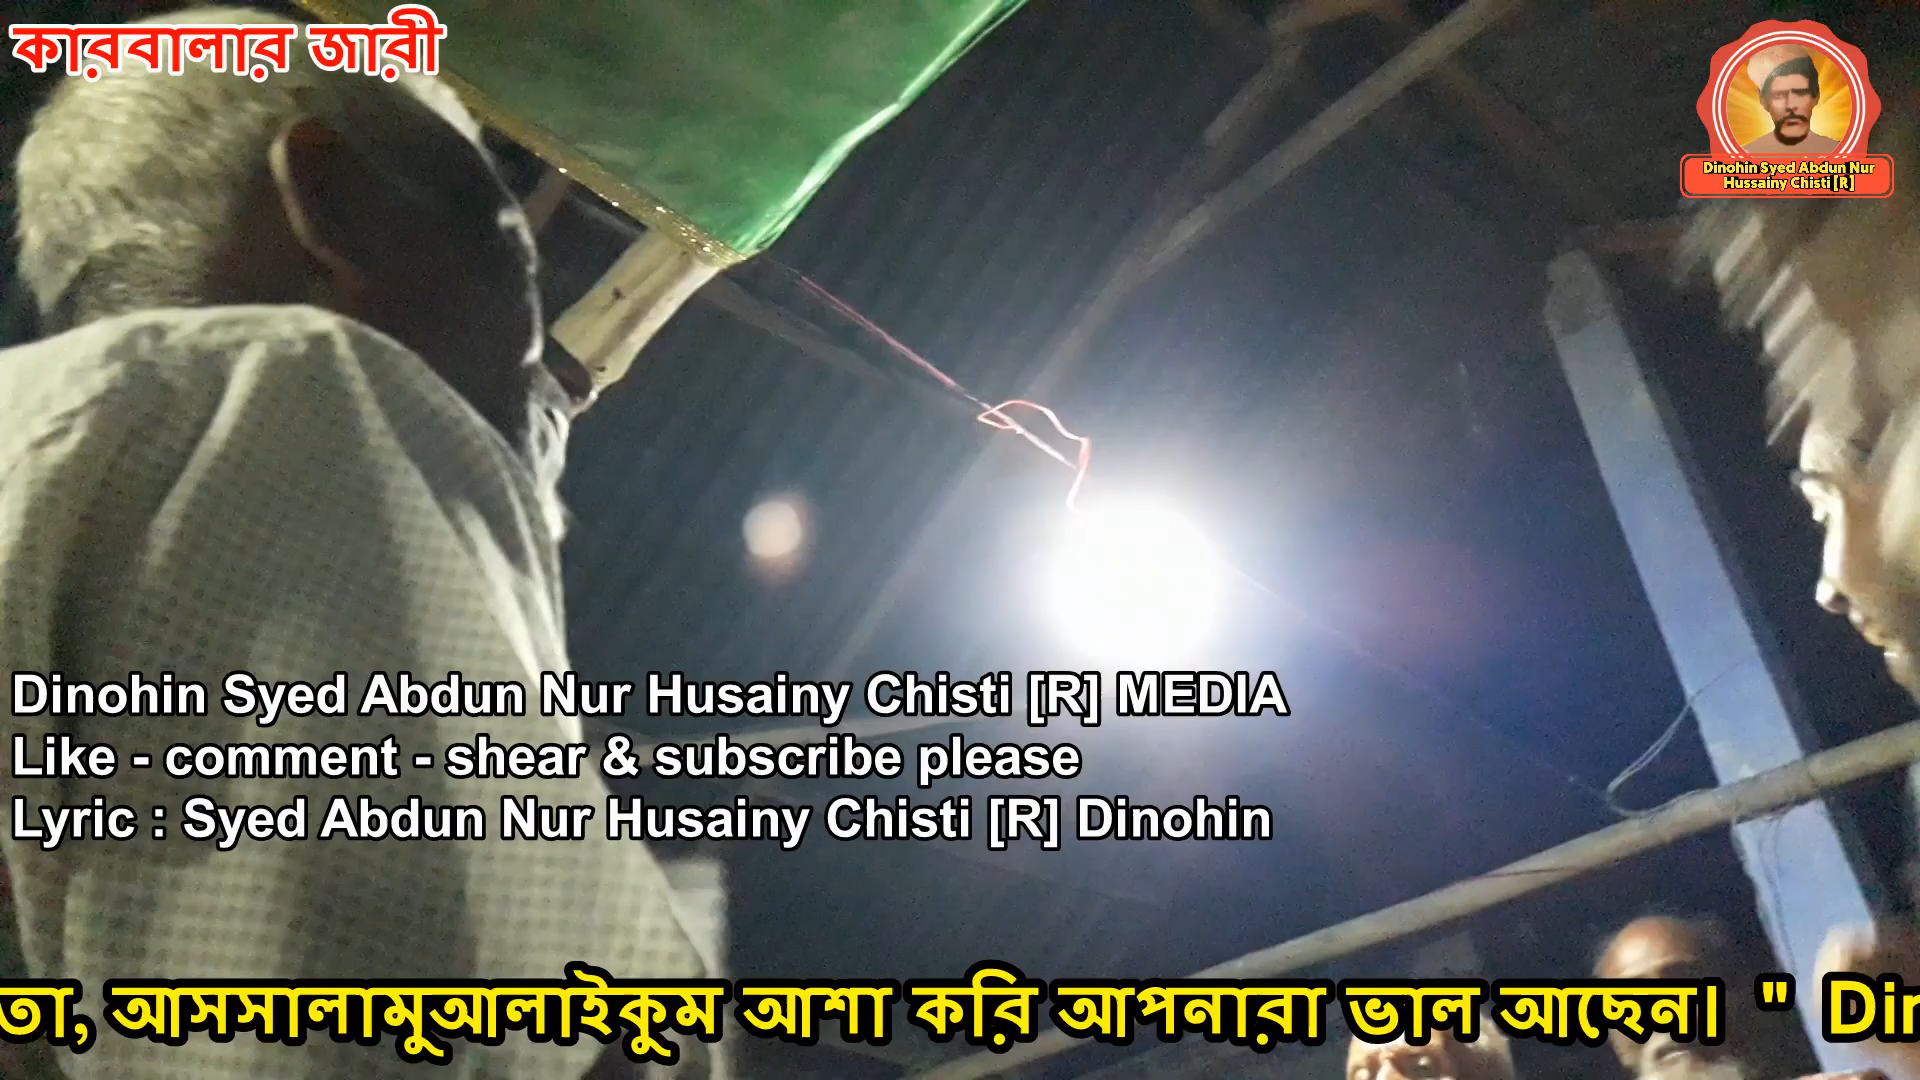 কারবালার জারী
Dinohin Syed Abdun Nur
Hussainy Chisti [R]
Dinohin Syed Abdun Nur Husainy Chisti [R] MEDIA
Like - comment - shear & subscribe please
Lyric : Syed Abdun Nur Husainy Chisti [R] Dinohin
তা, আসসালামুআলাইকুম আশা করি আপনারা ভাল আছেন। " Din